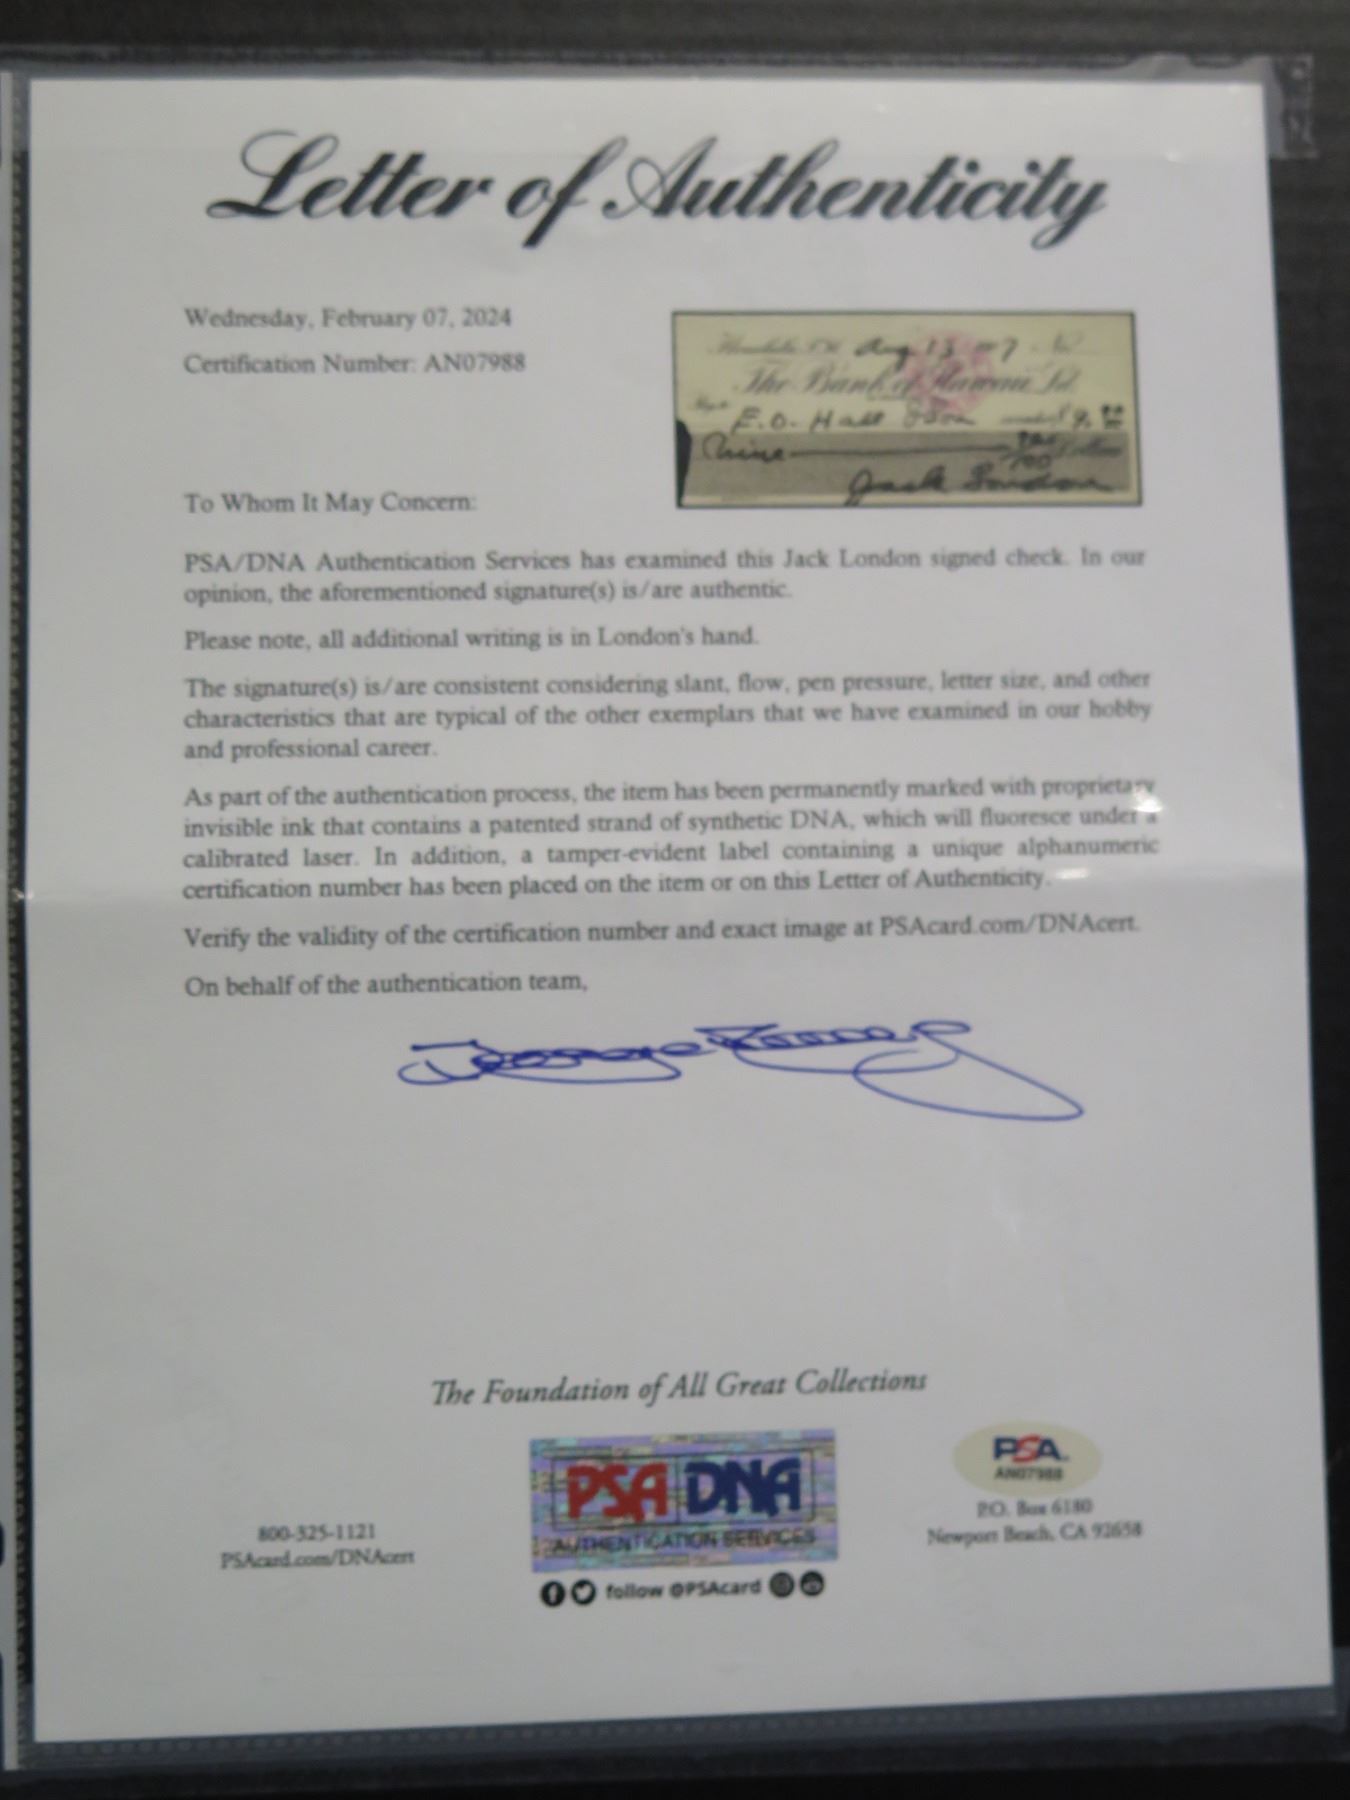 Letter of Authenticity
Wednesday, February 07, 2024
Certification Number: AN07988
Aug 13 07 No
The Bank of Hawaii Ltd.
E.O. Hall & Son $9.
Nine Dollars
100
Jack London
To Whom It May Concern:
PSA/DNA Authentication Services has examined this Jack London signed check. In our
opinion, the aforementioned signature(s) is/are authentic.
Please note, all additional writing is in London's hand.
The signature(s) is/are consistent considering slant, flow, pen pressure, letter size, and other
characteristics that are typical of the other exemplars that we have examined in our hobby
and professional career.
As part of the authentication process, the item has been permanently marked with proprietary
invisible ink that contains a patented strand of synthetic DNA, which will fluoresce under a
calibrated laser. In addition, a tamper-evident label containing a unique alphanumeric
certification number has been placed on the item or on this Letter of Authenticity.
Verify the validity of the certification number and exact image at PSAcard.com/DNAcert.
On behalf of the authentication team,
The Foundation of All Great Collections
800-325-1121
PSAcard.com/DNAcert
PSA DNA
AUTHENTICATION SERVICES
follow @PSAcard
PSA
AN07988
P.O. Box 6180
Newport Beach, CA 92658